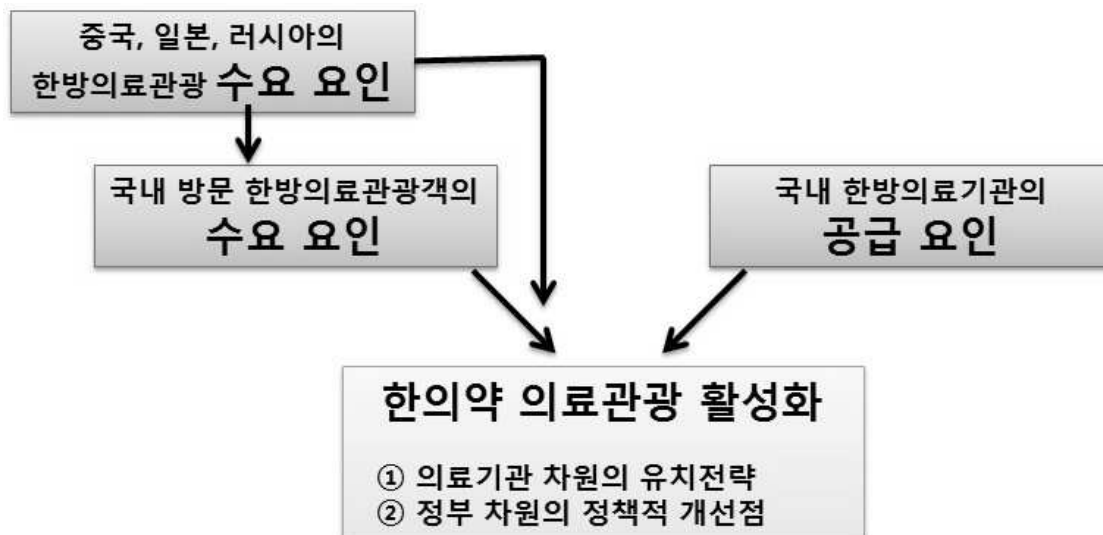 중국, 일본, 러시아의
한방의료관광 수요 요인
국내 방문 한방의료관광객의
수요 요인
국내 한방의료기관의
공급 요인
한의약 의료관광 활성화
① 의료기관 차원의 유치전략
② 정부 차원의 정책적 개선점